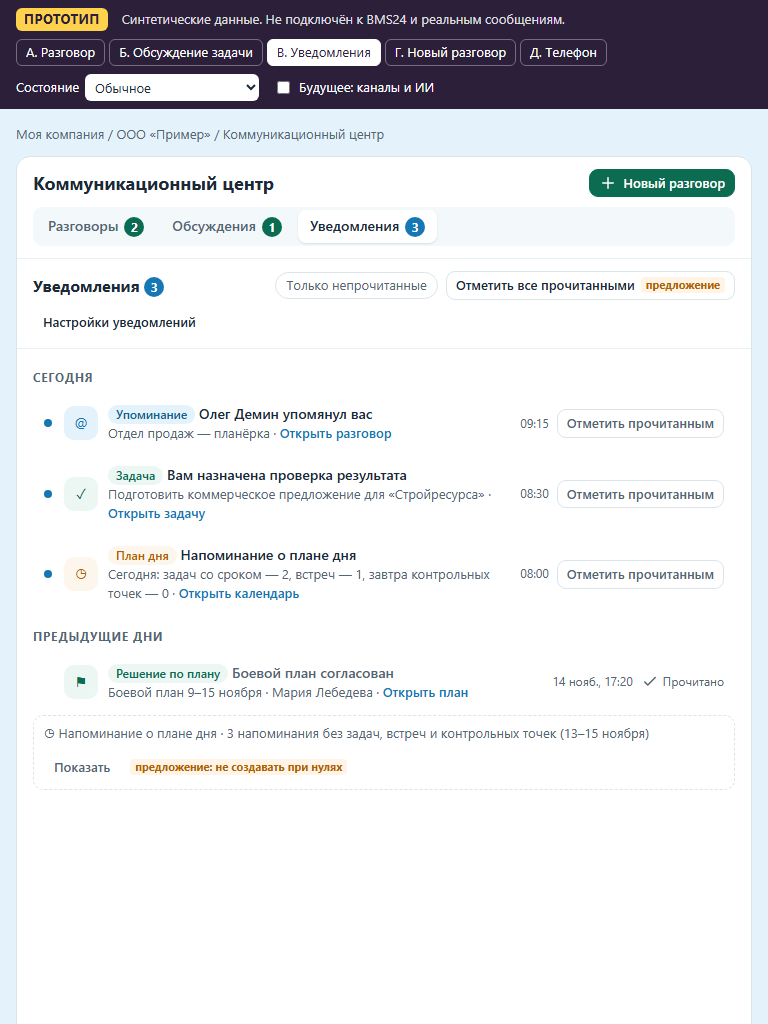 ПРОТОТИП Синтетические данные. Не подключён к BMS24 и реальным сообщениям.
А. Разговор Б. Обсуждение задачи В. Уведомления Г. Новый разговор Д. Телефон
Состояние Обычное Будущее: каналы и ИИ
Моя компания / ООО «Пример» / Коммуникационный центр
Коммуникационный центр + Новый разговор
Разговоры 2 Обсуждения 1 Уведомления 3
Уведомления 3 Только непрочитанные Отметить все прочитанными предложение
Настройки уведомлений
СЕГОДНЯ
@ Упоминание Олег Демин упомянул вас
Отдел продаж — планёрка · Открыть разговор 09:15 Отметить прочитанным
Задача Вам назначена проверка результата
Подготовить коммерческое предложение для «Стройресурса» · 08:30 Отметить прочитанным
Открыть задачу
План дня Напоминание о плане дня
Сегодня: задач со сроком — 2, встреч — 1, завтра контрольных 08:00 Отметить прочитанным
точек — 0 · Открыть календарь
ПРЕДЫДУЩИЕ ДНИ
Решение по плану Боевой план согласован
Боевой план 9–15 ноября · Мария Лебедева · Открыть план 14 нояб., 17:20 Прочитано
Напоминание о плане дня · 3 напоминания без задач, встреч и контрольных точек (13–15 ноября)
Показать предложение: не создавать при нулях